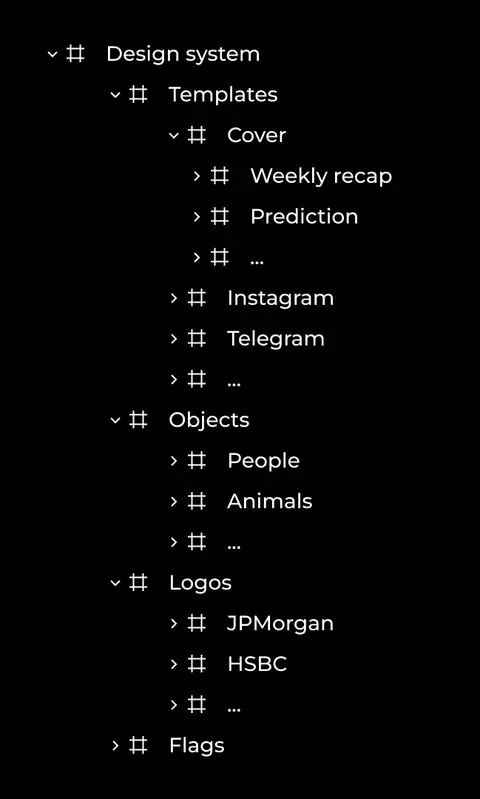 Design system
Templates
Cover
Weekly recap
Prediction
...
Instagram
Telegram
...
Objects
People
Animals
...
Logos
JPMorgan
HSBC
...
Flags